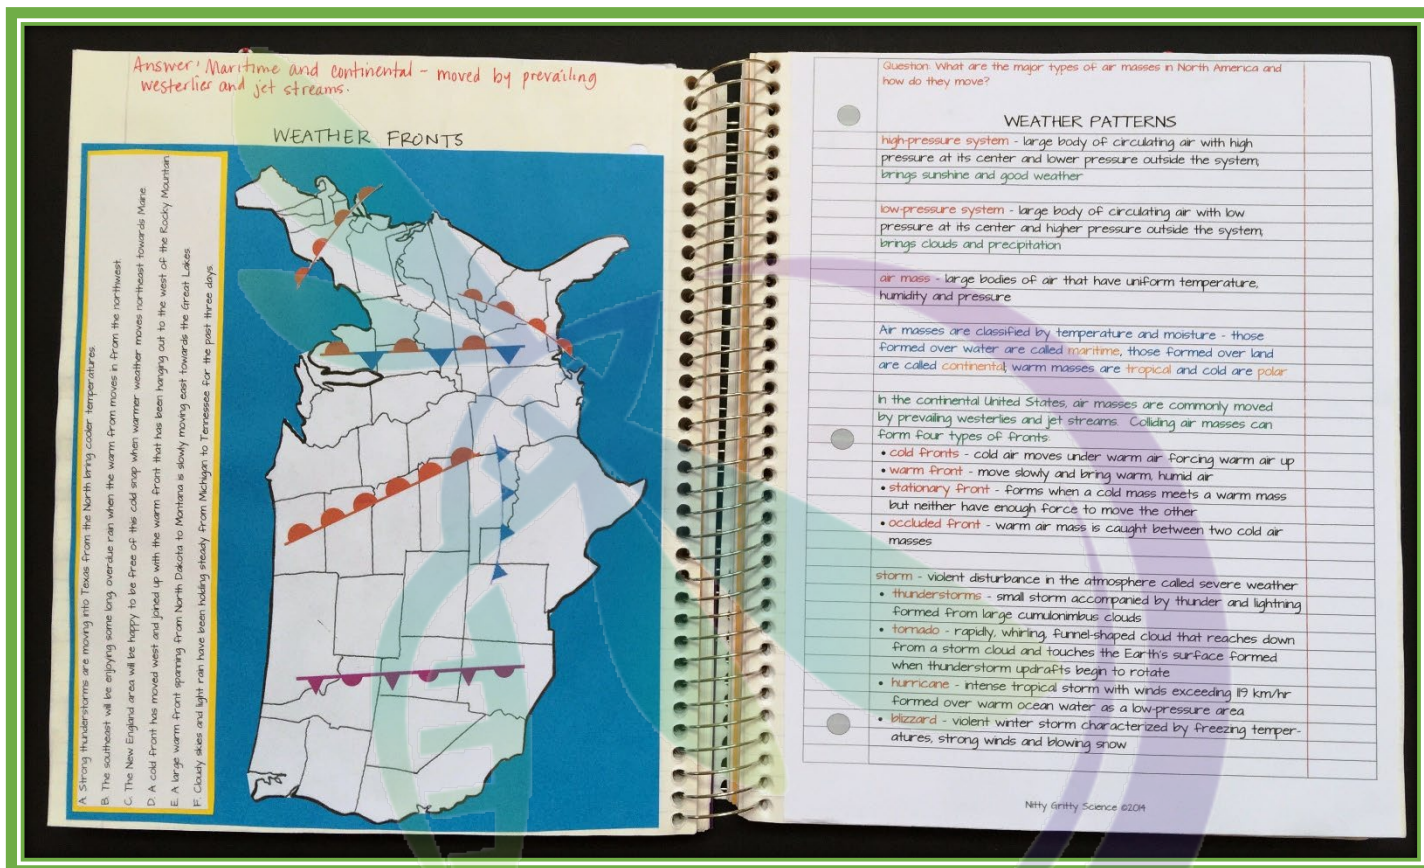 Answer: Maritime and continental - moved by prevailing
westerlies and jet streams.
WEATHER FRONTS
A. Strong thunderstorms are moving into Texas from the North bring cooler temperatures.
B. The southeast will be enjoying some long, overdue rain when the warm from moves in from the northwest.
C. The New England area will be happy to be free of this cold snap when warmer weather moves northeast towards Maine
D. A cold front has moved west and joined up with the warm front that has been hanging out to the west of the Rocky Mountain.
E. A large warm front spanning from North Dakota to Montana is slowly moving east towards the Great Lakes
F. Cloudy skies and light rain have been holding steady from Michigan to Tennessee for the past three days.
Question: What are the major types of air masses in North America and
how do they move?
WEATHER PATTERNS
high-pressure system - large body of circulating air with high
pressure at its center and lower pressure outside the system;
brings sunshine and good weather
low-pressure system - large body of circulating air with low
pressure at its center and higher pressure outside the system;
brings clouds and precipitation
air mass - large bodies of air that have uniform temperature,
humidity and pressure
Air masses are classified by temperature and moisture - those
formed over water are called maritime, those formed over land
are called continental; warm masses are tropical and cold are polar
In the continental United States, air masses are commonly moved
by prevailing westerlies and jet streams. Colliding air masses can
form four types of fronts:
• cold fronts - cold air moves under warm air forcing warm air up
• warm front - move slowly and bring warm, humid air
• stationary front - forms when a cold mass meets a warm mass
but neither have enough force to move the other
• occluded front - warm air mass is caught between two cold air
masses
storm - violent disturbance in the atmosphere called severe weather
• thunderstorms - small storm accompanied by thunder and lightning
formed from large cumulonimbus clouds
• tornado - rapidly, whirling, funnel-shaped cloud that reaches down
from a storm cloud and touches the Earth's surface formed
when thunderstorm updrafts begin to rotate
• hurricane - intense tropical storm with winds exceeding 119 km/hr
formed over warm ocean water as a low-pressure area
• blizzard - violent winter storm characterized by freezing temper-
atures, strong winds and blowing snow
Nitty Gritty Science ©2014